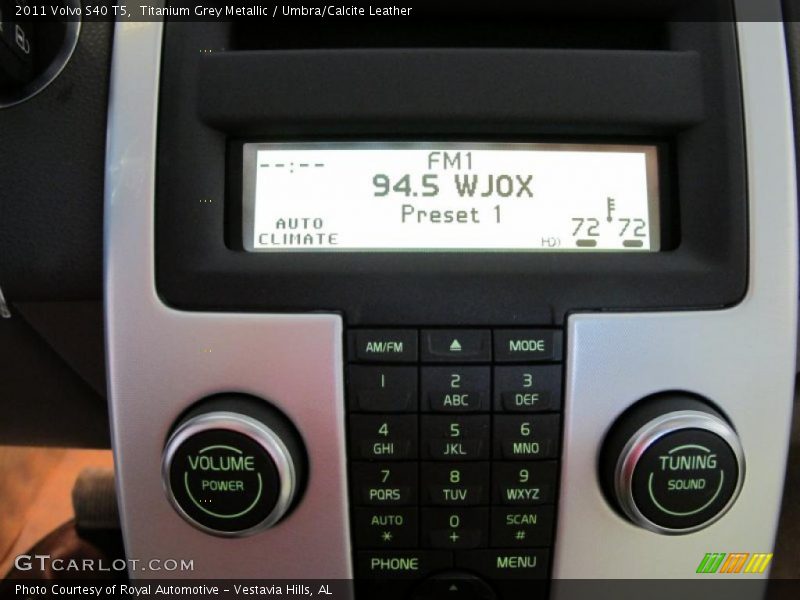 2011 Volvo S40 T5,  Titanium Grey Metallic / Umbra/Calcite Leather
--:--
FM1
94.5 WJOX
Preset 1
AUTO
CLIMATE
HD)
72 72
AM/FM
MODE
1
2
ABC
3
DEF
4
GHI
5
JKL
6
MNO
7
PQRS
8
TUV
9
WXYZ
AUTO
*
0
+
SCAN
#
PHONE
MENU
VOLUME
POWER
TUNING
SOUND
GTCARLOT.COM
Photo Courtesy of Royal Automotive - Vestavia Hills, AL